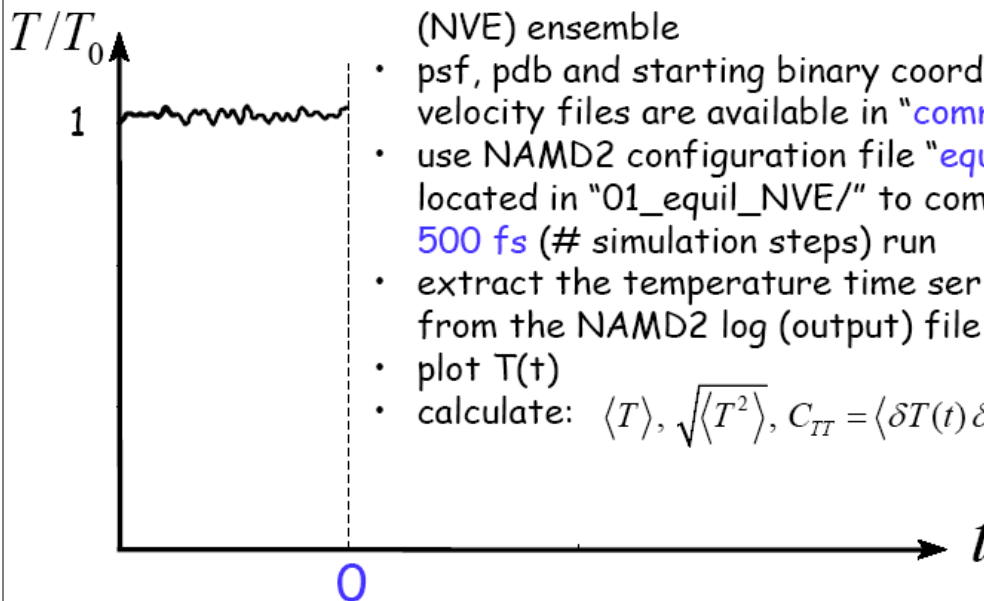 T/T₀
1
(NVE) ensemble
• psf, pdb and starting binary coord
velocity files are available in “com
• use NAMD2 configuration file “equ
located in “01_equil_NVE/” to com
500 fs (# simulation steps) run
• extract the temperature time ser
from the NAMD2 log (output) file
• plot T(t)
• calculate: ⟨T⟩, √⟨T²⟩, C_TT = ⟨δT(t) δ
t
0